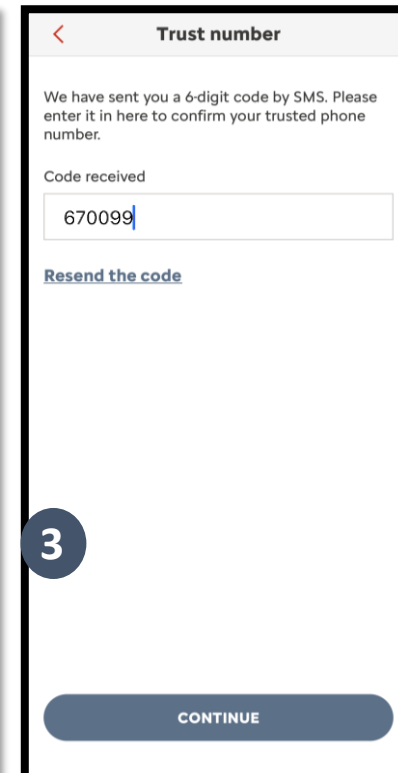 Trust number
We have sent you a 6-digit code by SMS. Please
enter it in here to confirm your trusted phone
number.
Code received
670099
Resend the code
3
CONTINUE